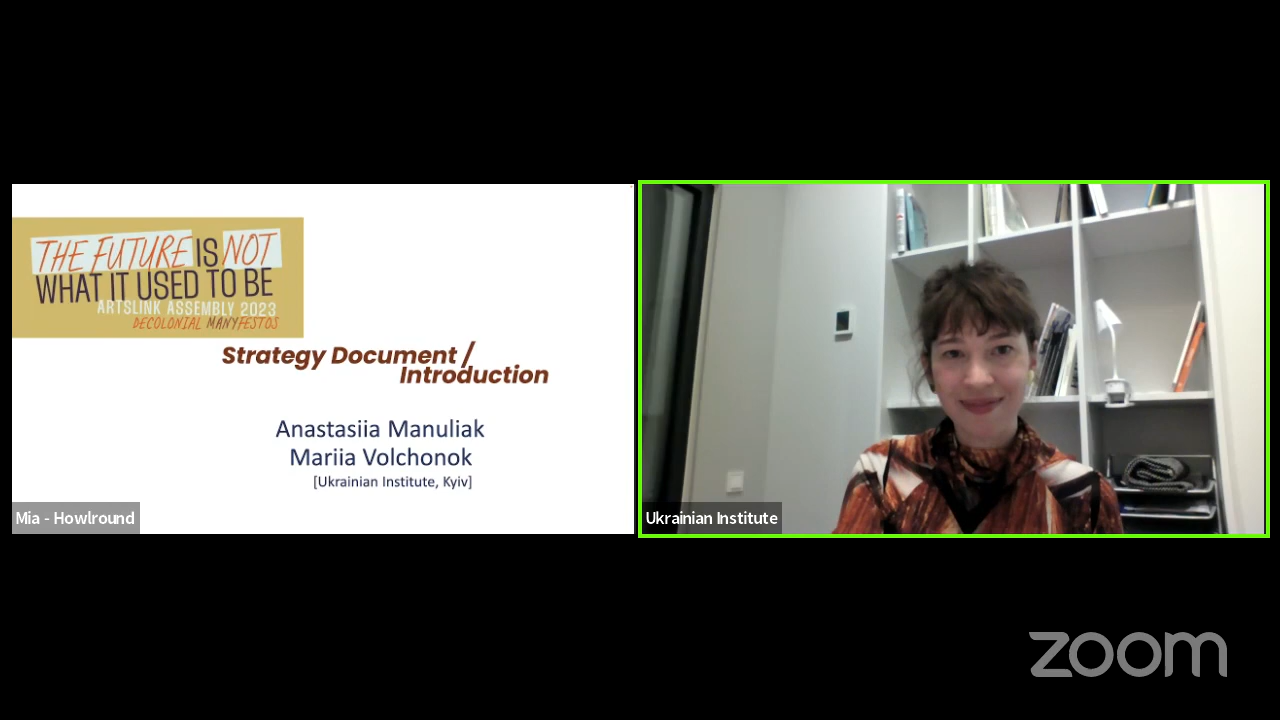 THE FUTURE IS NOT
WHAT IT USED TO BE
ARTSLINK ASSEMBLY 2023
DECOLONIAL MANYFESTOS
Strategy Document /
Introduction
Anastasiia Manuliak
Mariia Volchonok
[Ukrainian Institute, Kyiv]
Mia - Howlround
Ukrainian Institute
zoom